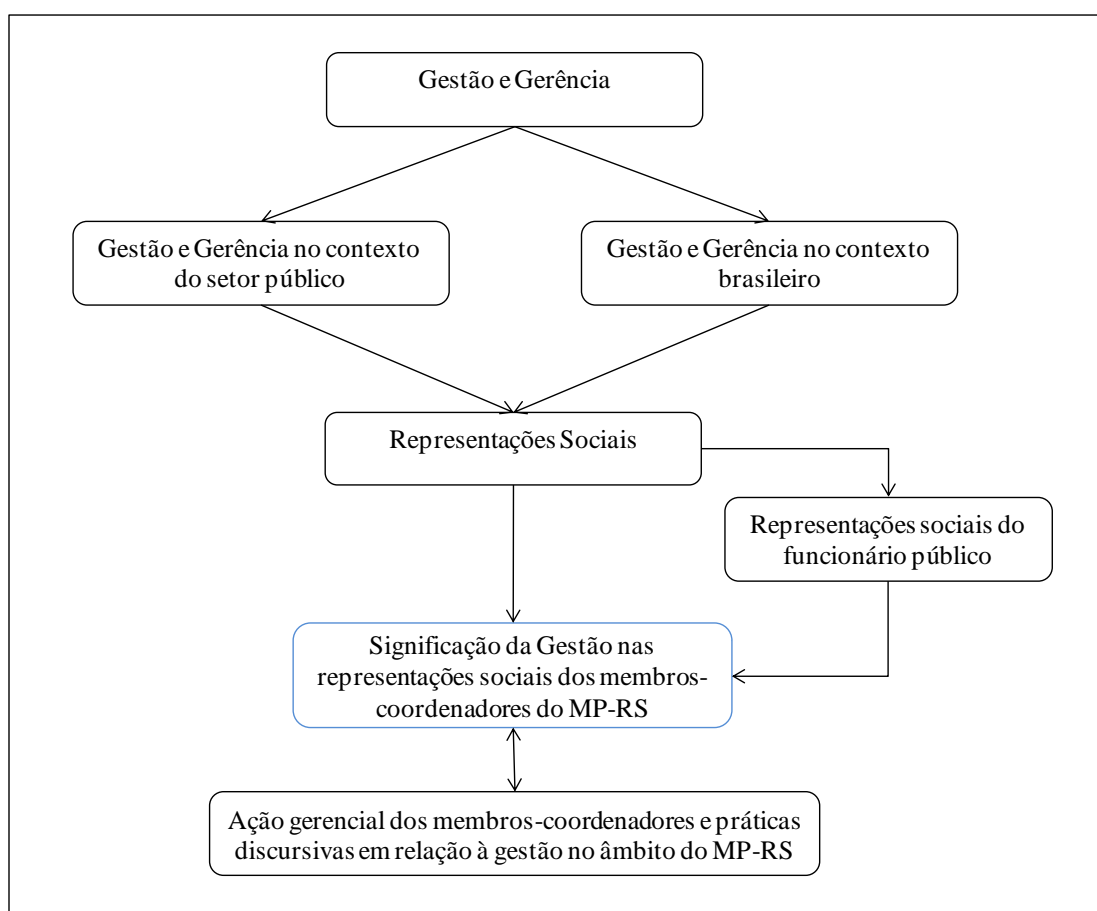 Gestão e Gerência
Gestão e Gerência no contexto
do setor público
Gestão e Gerência no contexto
brasileiro
Representações Sociais
Representações sociais do
funcionário público
Significação da Gestão nas
representações sociais dos membros-
coordenadores do MP-RS
Ação gerencial dos membros-coordenadores e práticas
discursivas em relação à gestão no âmbito do MP-RS